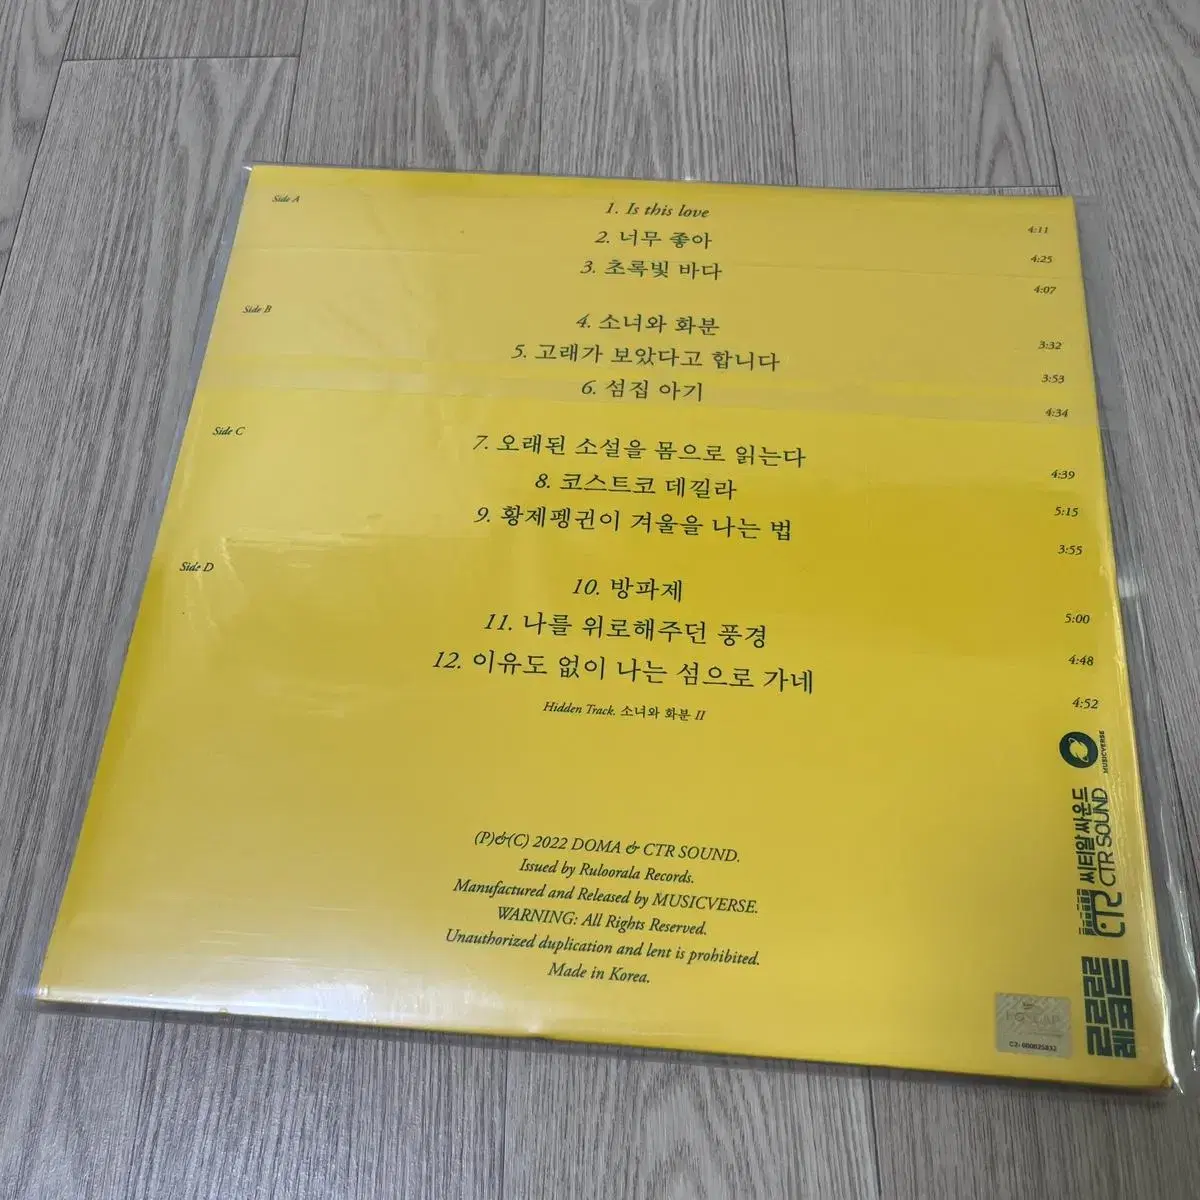 Side A
1. Is this love 4:11
2. 너무 좋아 4:25
3. 초록빛 바다 4:07
Side B
4. 소녀와 화분 3:32
5. 고래가 보았다고 합니다 3:53
6. 섬집 아기 4:34
Side C
7. 오래된 소설을 몸으로 읽는다 4:39
8. 코스트코 데낄라 5:15
9. 황제펭귄이 겨울을 나는 법 3:55
Side D
10. 방파제 5:00
11. 나를 위로해주던 풍경 4:48
12. 이유도 없이 나는 섬으로 가네 4:52
Hidden Track. 소녀와 화분 II
(P)&(C) 2022 DOMA & CTR SOUND.
Issued by Ruloorala Records.
Manufactured and Released by MUSICVERSE.
WARNING: All Rights Reserved.
Unauthorized duplication and lent is prohibited.
Made in Korea.
MUSICVERSE
씨티알싸운드
CTR SOUND
CTR
레코드